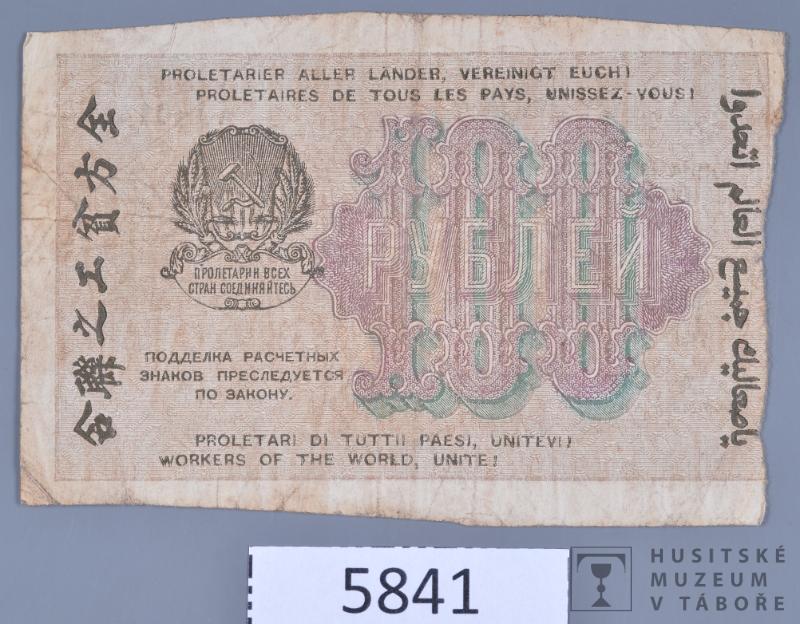 PROLETARIER ALLER LÄNDER, VEREINIGT EUCH!
PROLETAIRES DE TOUS LES PAYS, UNISSEZ-VOUS!
全方貧工之聯合
100
РУБЛЕЙ
100
ПРОЛЕТАРИИ ВСЕХ
СТРАН СОЕДИНЯЙТЕСЬ
ПОДДЕЛКА РАСЧЕТНЫХ
ЗНАКОВ ПРЕСЛЕДУЕТСЯ
ПО ЗАКОНУ.
PROLETARI DI TUTTI I PAESI, UNITEVI!
WORKERS OF THE WORLD, UNITE!
ياصعاليك جميع العالم اتحدوا
5841
HUSITSKÉ
MUZEUM
V TÁBOŘE